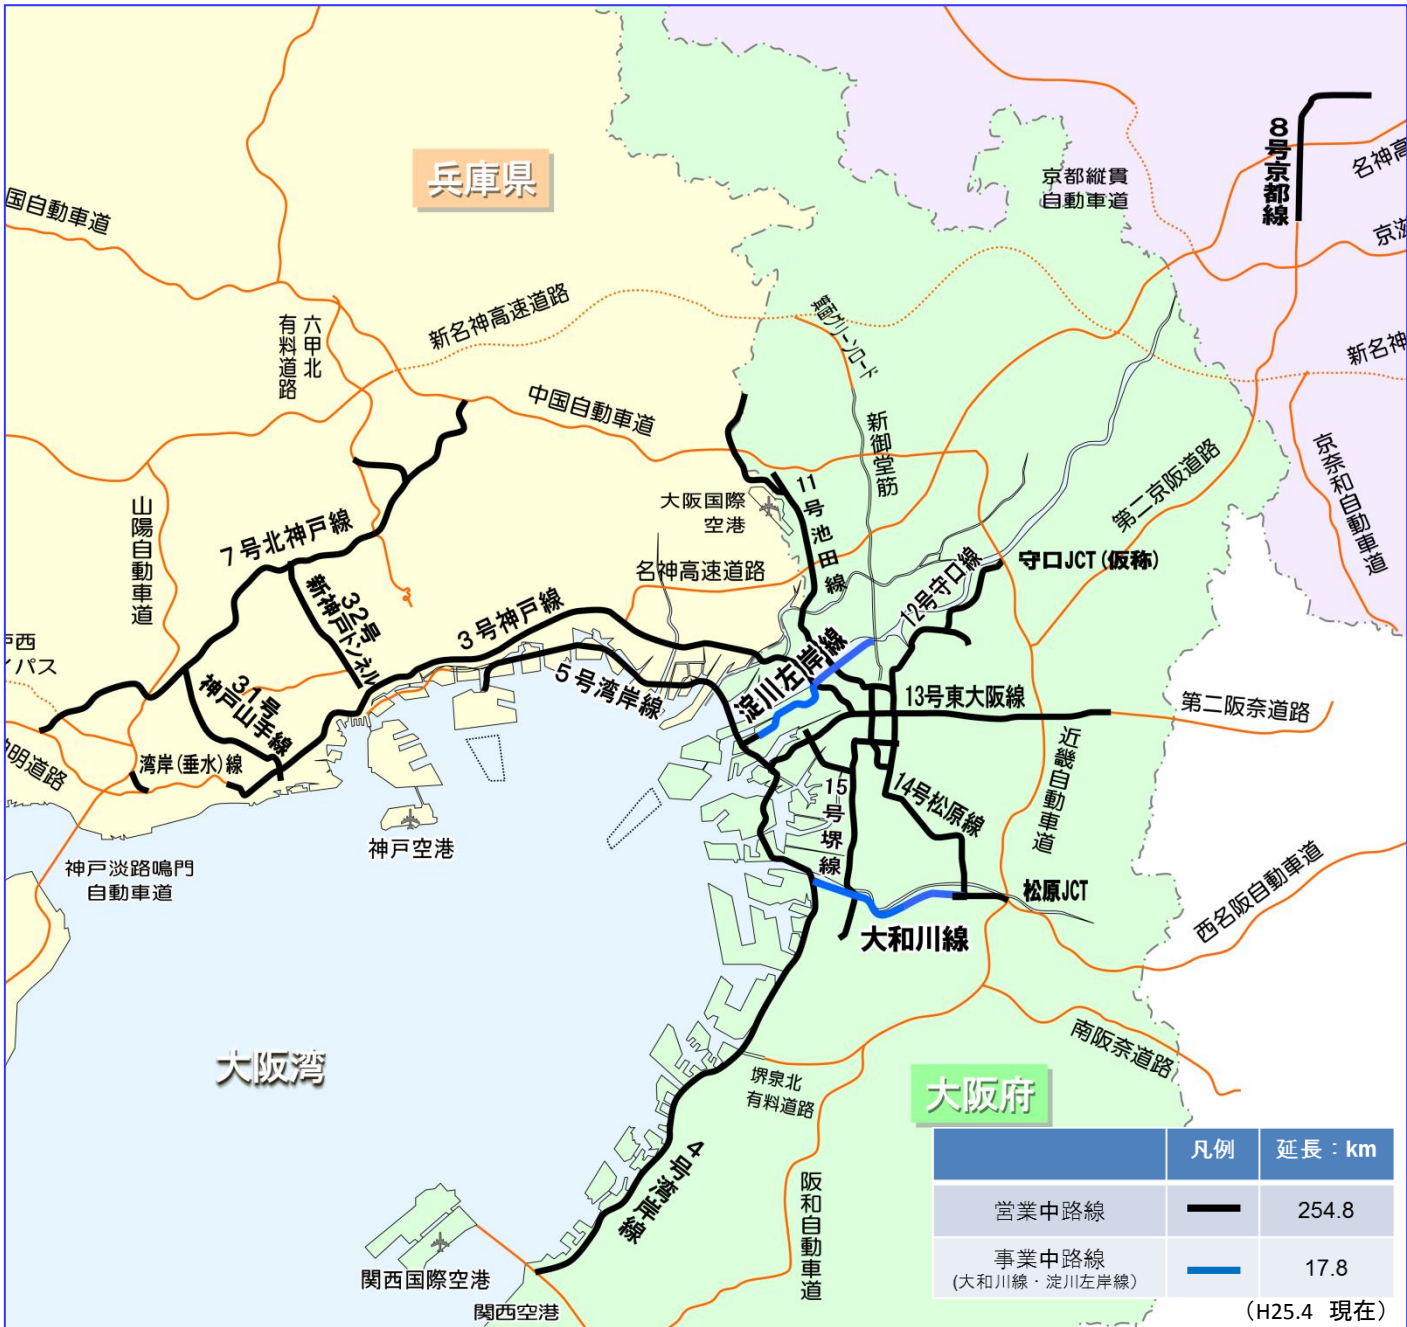 兵庫県
8号京都線
名神高
京都縦貫
自動車道
国自動車道
京滋
新名神高速道路
箕面グリーンロード
六甲北
有料道路
新名神
中国自動車道
新御堂筋
京奈和自動車道
第二京阪道路
大阪国際
空港
11号池田線
山陽自動車道
7号北神戸線
名神高速道路
12号守口線
守口JCT(仮称)
32号
新神戸トンネル
3号神戸線
戸西
イパス
淀川左岸線
5号湾岸線
31号
神戸山手線
13号東大阪線
第二阪奈道路
近畿自動車道
明道路
湾岸(垂水)線
15号堺線
14号松原線
神戸空港
神戸淡路鳴門
自動車道
松原JCT
西名阪自動車道
大和川線
南阪奈道路
大阪湾
堺泉北
有料道路
大阪府
4号湾岸線
阪和自動車道
関西国際空港
関西空港
凡例 延長:km
営業中路線 254.8
事業中路線 17.8
(大和川線・淀川左岸線)
(H25.4 現在)